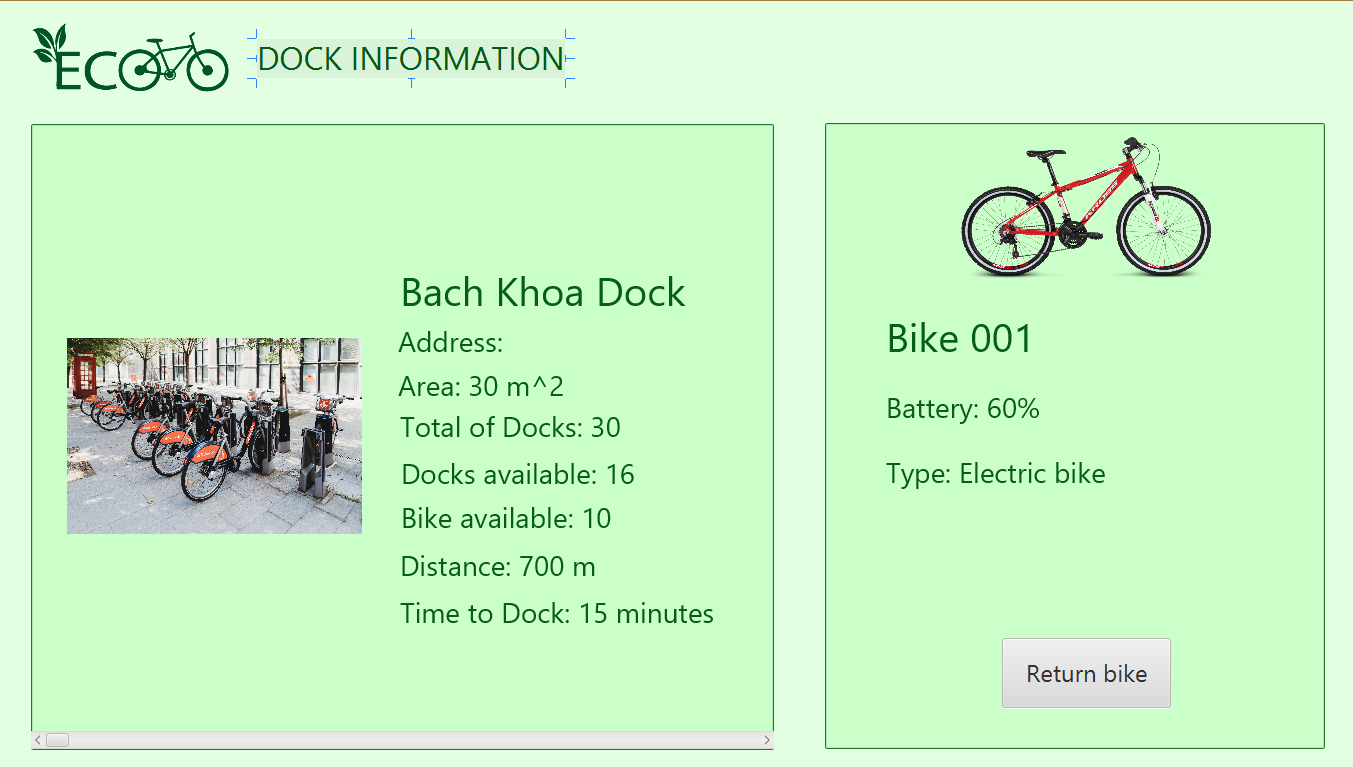 ECO
DOCK INFORMATION
Bach Khoa Dock
Address:
Area: 30 m^2
Total of Docks: 30
Docks available: 16
Bike available: 10
Distance: 700 m
Time to Dock: 15 minutes
KROSS
Bike 001
Battery: 60%
Type: Electric bike
Return bike